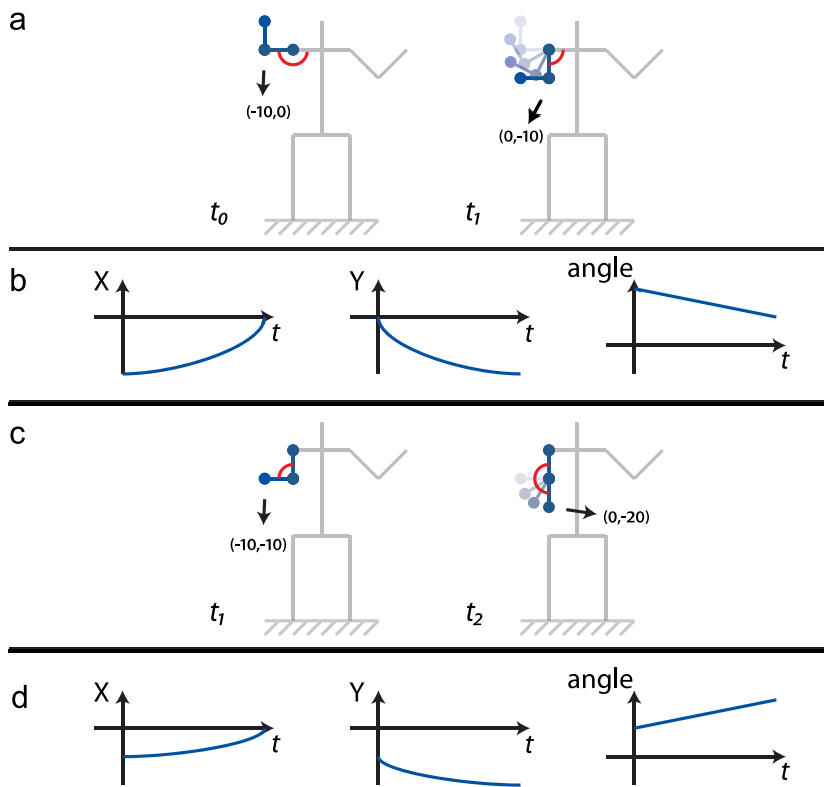 a
(-10,0)
(0,-10)
t0
t1
b
X
Y
angle
t
t
t
c
(-10,-10)
(0,-20)
t1
t2
d
X
Y
angle
t
t
t